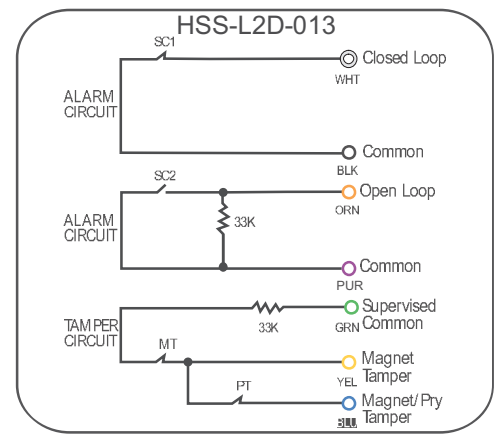 HSS-L2D-013
SC1
Closed Loop
WHT
ALARM
CIRCUIT
Common
BLK
SC2
Open Loop
ORN
ALARM
CIRCUIT
33K
Common
PUR
Supervised
Common
33K
GRN
TAMPER
CIRCUIT
MT
Magnet
Tamper
YEL
PT
Magnet/Pry
Tamper
BLU